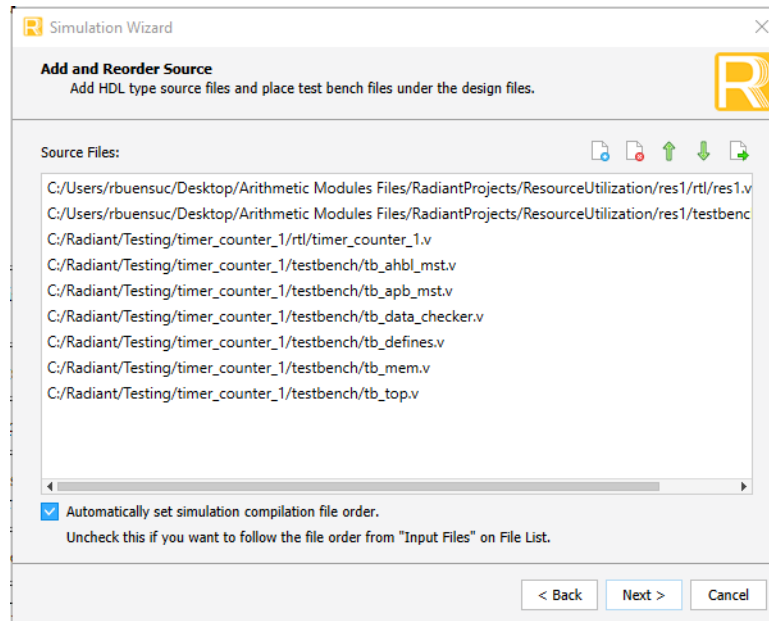 Simulation Wizard
Add and Reorder Source
Add HDL type source files and place test bench files under the design files.
Source Files:
C:/Users/rbuensuc/Desktop/Arithmetic Modules Files/RadiantProjects/ResourceUtilization/res1/rtl/res1.v
C:/Users/rbuensuc/Desktop/Arithmetic Modules Files/RadiantProjects/ResourceUtilization/res1/testbenc
C:/Radiant/Testing/timer_counter_1/rtl/timer_counter_1.v
C:/Radiant/Testing/timer_counter_1/testbench/tb_ahbl_mst.v
C:/Radiant/Testing/timer_counter_1/testbench/tb_apb_mst.v
C:/Radiant/Testing/timer_counter_1/testbench/tb_data_checker.v
C:/Radiant/Testing/timer_counter_1/testbench/tb_defines.v
C:/Radiant/Testing/timer_counter_1/testbench/tb_mem.v
C:/Radiant/Testing/timer_counter_1/testbench/tb_top.v
Automatically set simulation compilation file order.
Uncheck this if you want to follow the file order from "Input Files" on File List.
< Back Next > Cancel